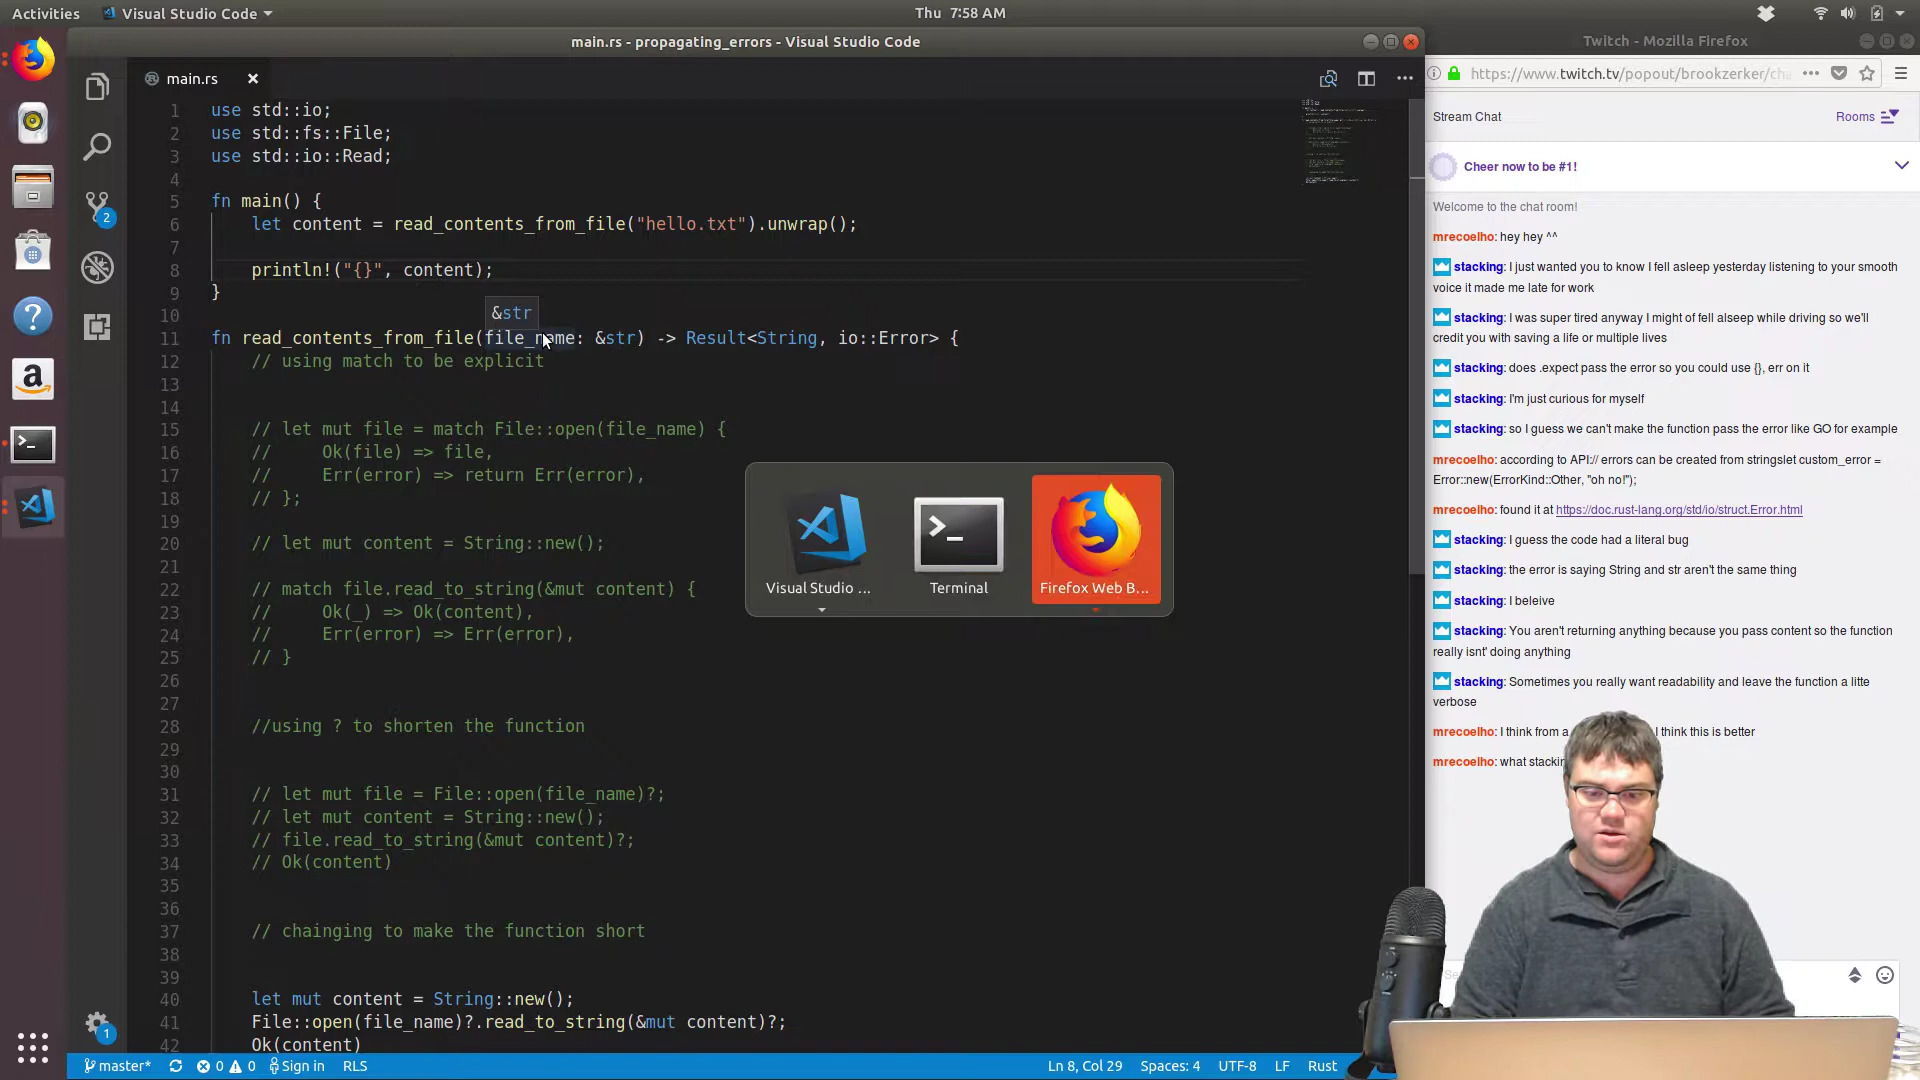 Activities
Visual Studio Code
Thu 7:58 AM
main.rs - propagating_errors - Visual Studio Code
Twitch - Mozilla Firefox
main.rs
https://www.twitch.tv/popout/brookzerker/cha
1 use std::io;
2 use std::fs::File;
3 use std::io::Read;
4
5 fn main() {
6 let content = read_contents_from_file("hello.txt").unwrap();
7
8 println!("{}", content);
9 }
10
&str
11 fn read_contents_from_file(file_name: &str) -> Result<String, io::Error> {
12 // using match to be explicit
13
14
15 // let mut file = match File::open(file_name) {
16 // Ok(file) => file,
17 // Err(error) => return Err(error),
18 // };
19
20 // let mut content = String::new();
21
22 // match file.read_to_string(&mut content) {
23 // Ok(_) => Ok(content),
24 // Err(error) => Err(error),
25 // }
26
27
28 //using ? to shorten the function
29
30
31 // let mut file = File::open(file_name)?;
32 // let mut content = String::new();
33 // file.read_to_string(&mut content)?;
34 // Ok(content)
35
36
37 // chainging to make the function short
38
39
40 let mut content = String::new();
41 File::open(file_name)?.read_to_string(&mut content)?;
42 Ok(content)
2
1
Visual Studio ...
Terminal
Firefox Web B...
master*
0
0
Sign in
RLS
Ln 8, Col 29
Spaces: 4
UTF-8
LF
Rust
Stream Chat
Rooms
Cheer now to be #1!
Welcome to the chat room!
mrecoelho: hey hey ^^
stacking: I just wanted you to know I fell asleep yesterday listening to your smooth
voice it made me late for work
stacking: I was super tired anyway I might of fell alseep while driving so we'll
credit you with saving a life or multiple lives
stacking: does .expect pass the error so you could use {}, err on it
stacking: I'm just curious for myself
stacking: so I guess we can't make the function pass the error like GO for example
mrecoelho: according to API:// errors can be created from stringslet custom_error =
Error::new(ErrorKind::Other, "oh no!");
mrecoelho: found it at https://doc.rust-lang.org/std/io/struct.Error.html
stacking: I guess the code had a literal bug
stacking: the error is saying String and str aren't the same thing
stacking: I beleive
stacking: You aren't returning anything because you pass content so the function
really isnt' doing anything
stacking: Sometimes you really want readability and leave the function a litte
verbose
mrecoelho: I think from a I think this is better
mrecoelho: what stackin